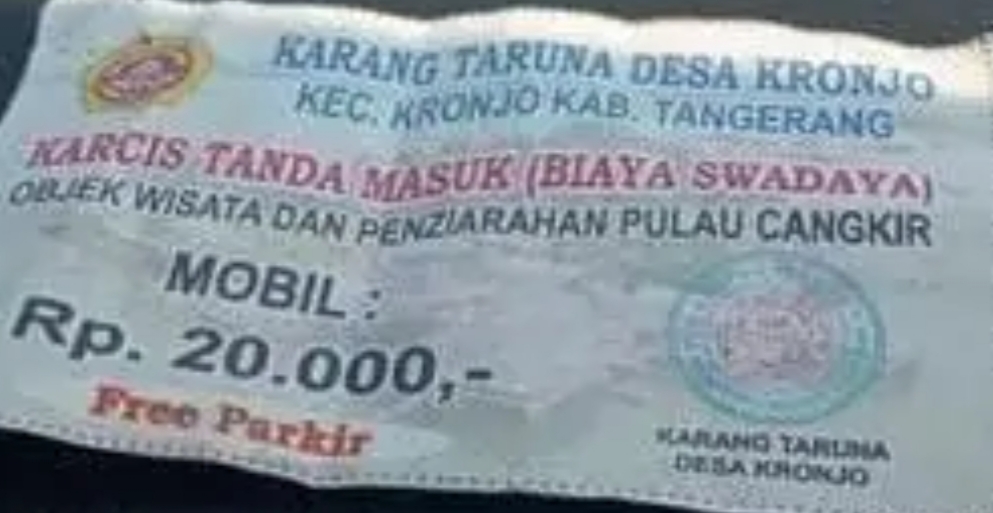 KARANG TARUNA DESA KRONJO
KEC. KRONJO KAB. TANGERANG
KARCIS TANDA MASUK (BIAYA SWADAYA)
OBJEK WISATA DAN PENZIARAHAN PULAU CANGKIR
MOBIL :
Rp. 20.000,-
Free Parkir
KARANG TARUNA
DESA KRONJO